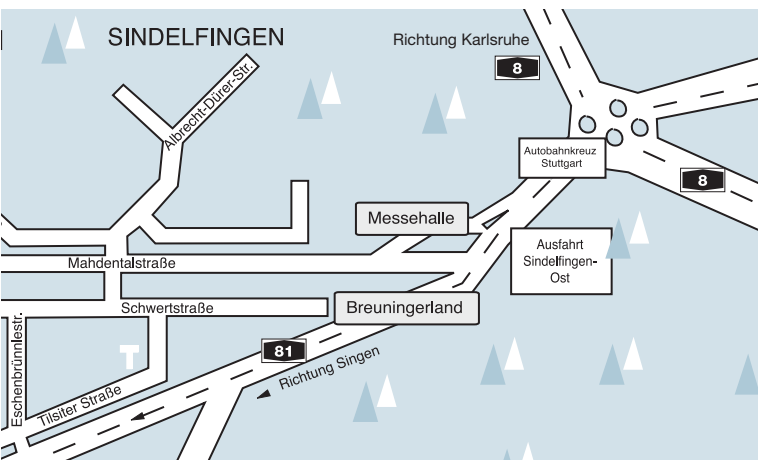 SINDELFINGEN
Richtung Karlsruhe
8
Albrecht-Dürer-Str.
Autobahnkreuz
Stuttgart
8
Messehalle
Ausfahrt
Sindelfingen-
Ost
Mahdentalstraße
Schwertstraße
Breuningerland
81
Richtung Singen
Eschenbrünnlestr.
Tilsiter Straße